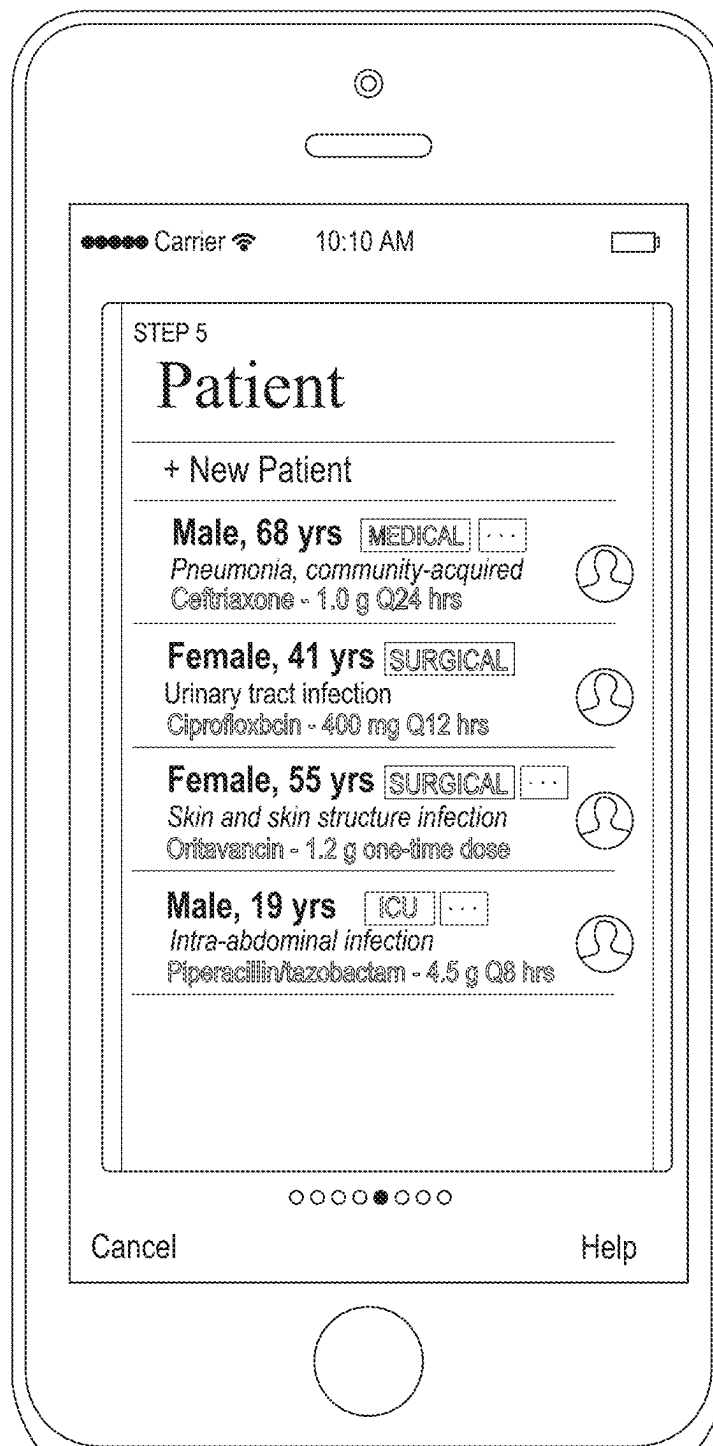 Carrier 10:10 AM
STEP 5
Patient
+ New Patient
Male, 68 yrs MEDICAL ...
Pneumonia, community-acquired
Ceftriaxone - 1.0 g Q24 hrs
Female, 41 yrs SURGICAL
Urinary tract infection
Ciprofloxbcin - 400 mg Q12 hrs
Female, 55 yrs SURGICAL ...
Skin and skin structure infection
Oritavancin - 1.2 g one-time dose
Male, 19 yrs ICU ...
Intra-abdominal infection
Piperacillin/tazobactam - 4.5 g Q8 hrs
Cancel Help